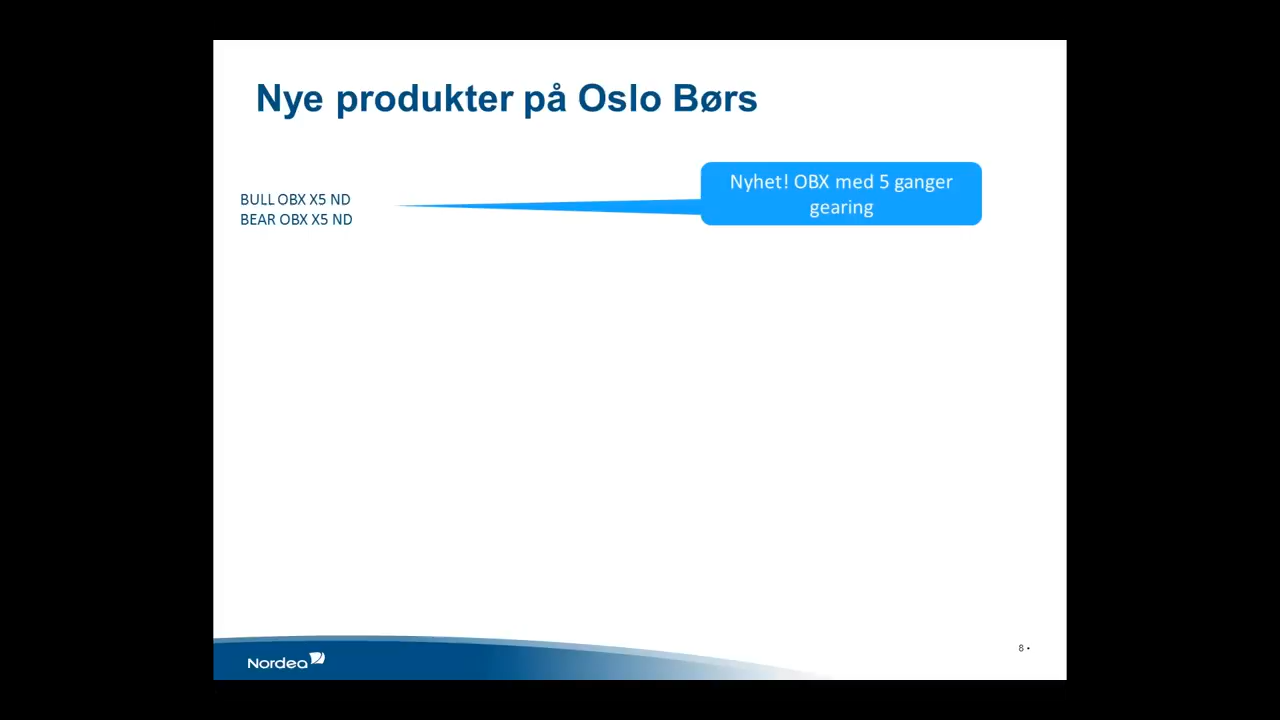 Nye produkter på Oslo Børs
Nyhet! OBX med 5 ganger
gearing
BULL OBX X5 ND
BEAR OBX X5 ND
Nordea
8 •